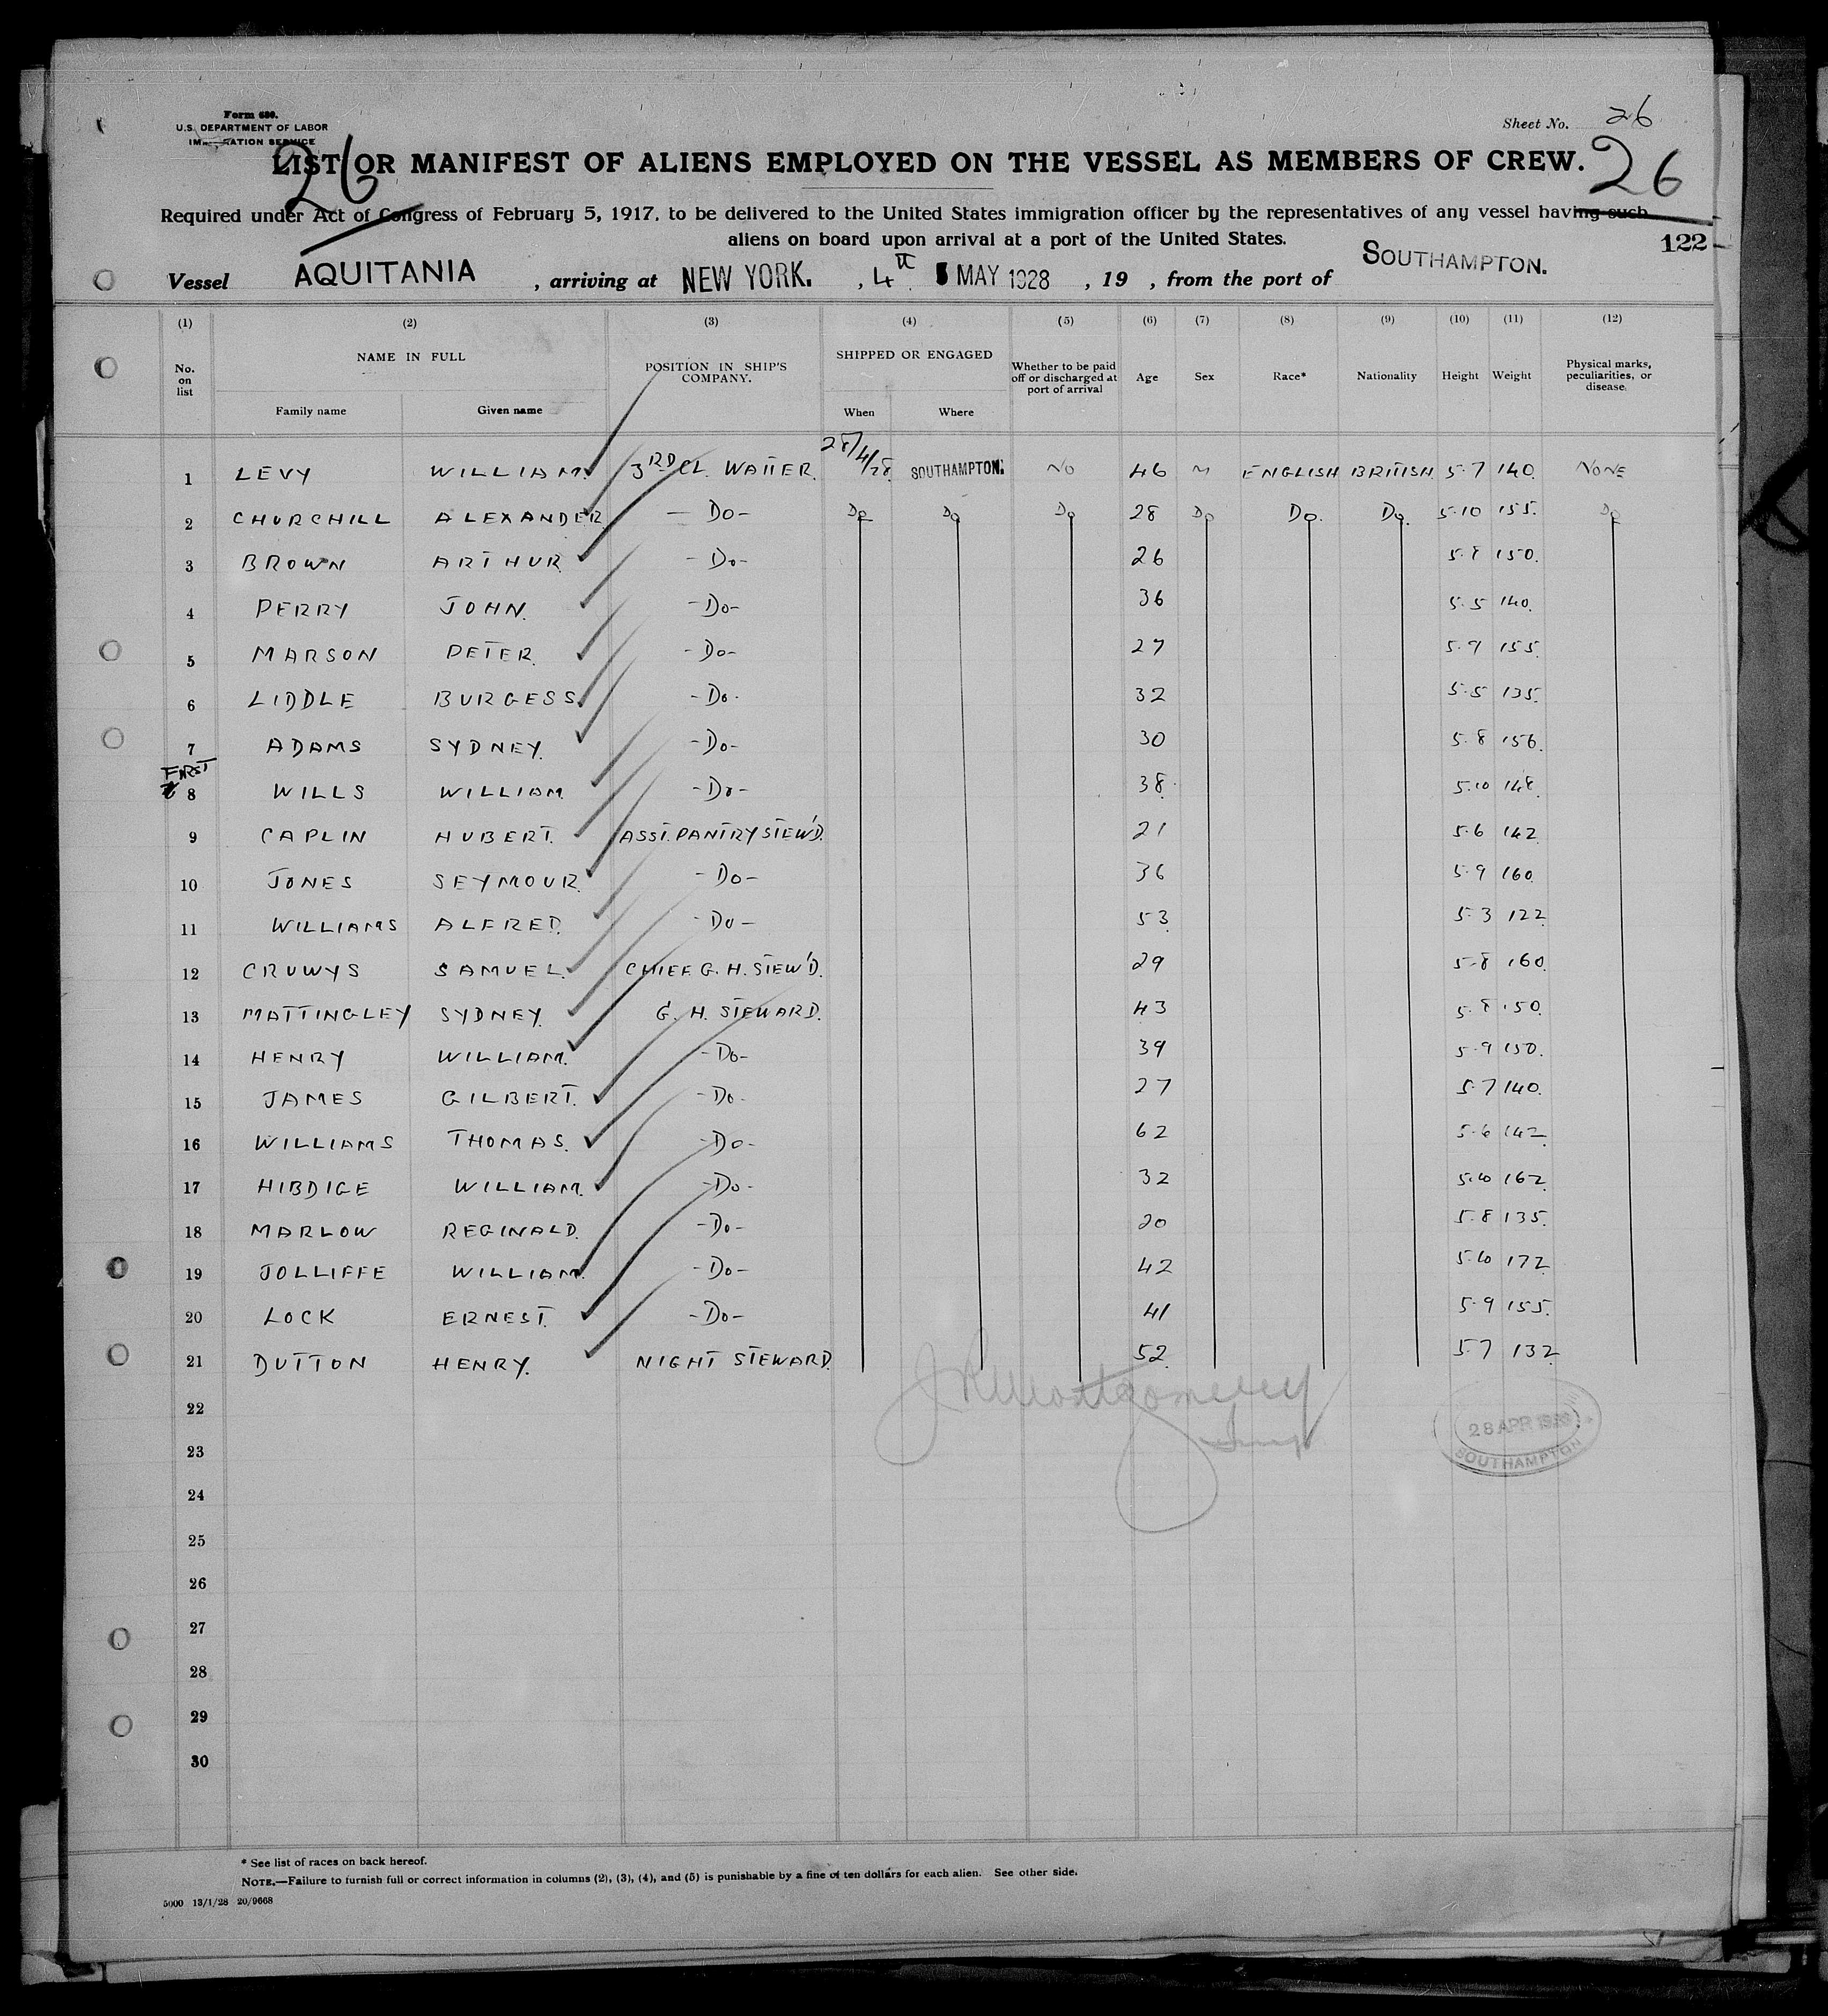 Form 680.
U.S. DEPARTMENT OF LABOR
IMMIGRATION SERVICE
Sheet No. 26
LIST OR MANIFEST OF ALIENS EMPLOYED ON THE VESSEL AS MEMBERS OF CREW.
26
26
Required under Act of Congress of February 5, 1917, to be delivered to the United States immigration officer by the representatives of any vessel having such
aliens on board upon arrival at a port of the United States.
122
Vessel AQUITANIA , arriving at NEW YORK. , 4th MAY 1928 , 19 , from the port of SOUTHAMPTON.
(1) (2) (3) (4) (5) (6) (7) (8) (9) (10) (11) (12)
No. on list NAME IN FULL POSITION IN SHIP'S COMPANY. SHIPPED OR ENGAGED Whether to be paid off or discharged at port of arrival Age Sex Race* Nationality Height Weight Physical marks, peculiarities, or disease.
Family name Given name When Where
1 LEVY WILLIAM. 3RD CL. WAITER. 28/4/28. SOUTHAMPTON. NO 46 M ENGLISH BRITISH. 5.7 140. NONE
2 CHURCHILL ALEXANDER. - DO - Do Do Do 28 Do Do. Do. 5.10 155. Do
3 BROWN ARTHUR. - Do - 26 5.8 150.
4 PERRY JOHN. - Do - 36 5.5 140.
5 MARSON PETER. - Do - 27 5.9 155.
6 LIDDLE BURGESS. - Do - 32 5.5 135.
7 ADAMS SYDNEY. - Do - 30 5.8 156.
FIRST
8 WILLS WILLIAM. - Do - 38 5.10 148.
9 CAPLIN HUBERT. ASST. PANTRY STEW'D. 21 5.6 142
10 JONES SEYMOUR. - Do - 36 5.9 160.
11 WILLIAMS ALFRED. - Do - 53 5.3 122
12 CRUWYS SAMUEL. CHIEF. G. H. STEW'D. 29 5.8 160.
13 MATTINGLEY SYDNEY. G. H. STEWARD. 43 5.8 150.
14 HENRY WILLIAM. - Do - 39 5.9 150.
15 JAMES GILBERT. - Do - 27 5.7 140.
16 WILLIAMS THOMAS. - Do - 62 5.6 142.
17 HIBDIGE WILLIAM. - Do - 32 5.10 162
18 MARLOW REGINALD. - Do - 20 5.8 135.
19 JOLLIFFE WILLIAM. - Do - 42 5.10 172
20 LOCK ERNEST. - Do - 41 5.9 155.
21 DUTTON HENRY. NIGHT STEWARD. 52. 5.7 132
22
23
24
25
26
27
28
29
30
28 APR
SOUTHAMPTON
* See list of races on back hereof.
NOTE.—Failure to furnish full or correct information in columns (2), (3), (4), and (5) is punishable by a fine of ten dollars for each alien. See other side.
5000 13/1/28 20/9668